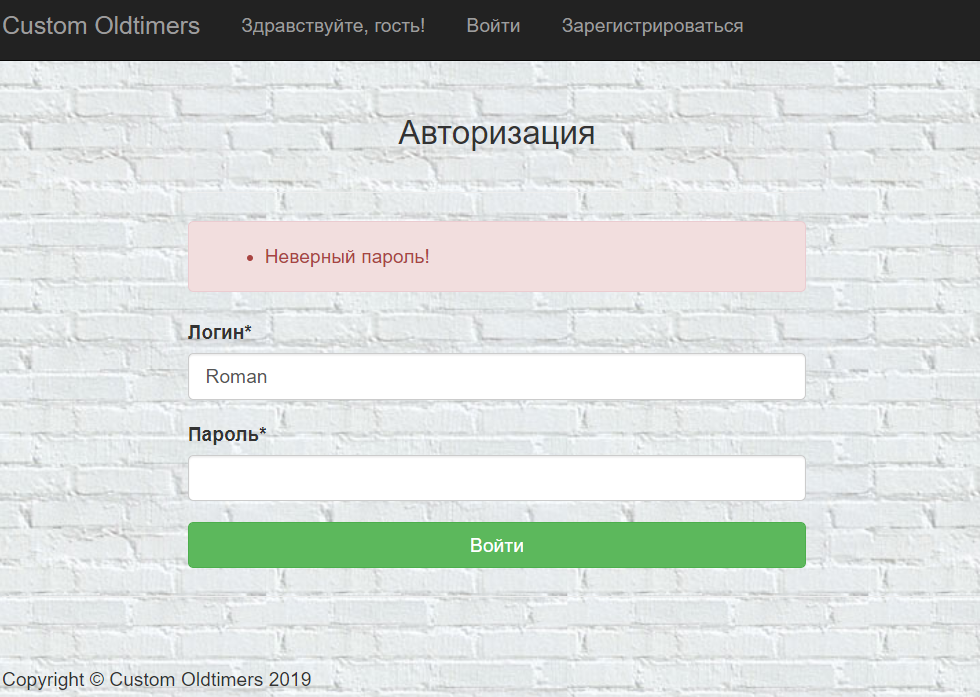 Custom Oldtimers Здравствуйте, гость! Войти Зарегистрироваться
Авторизация
Неверный пароль!
Логин*
Roman
Пароль*
Войти
Copyright © Custom Oldtimers 2019